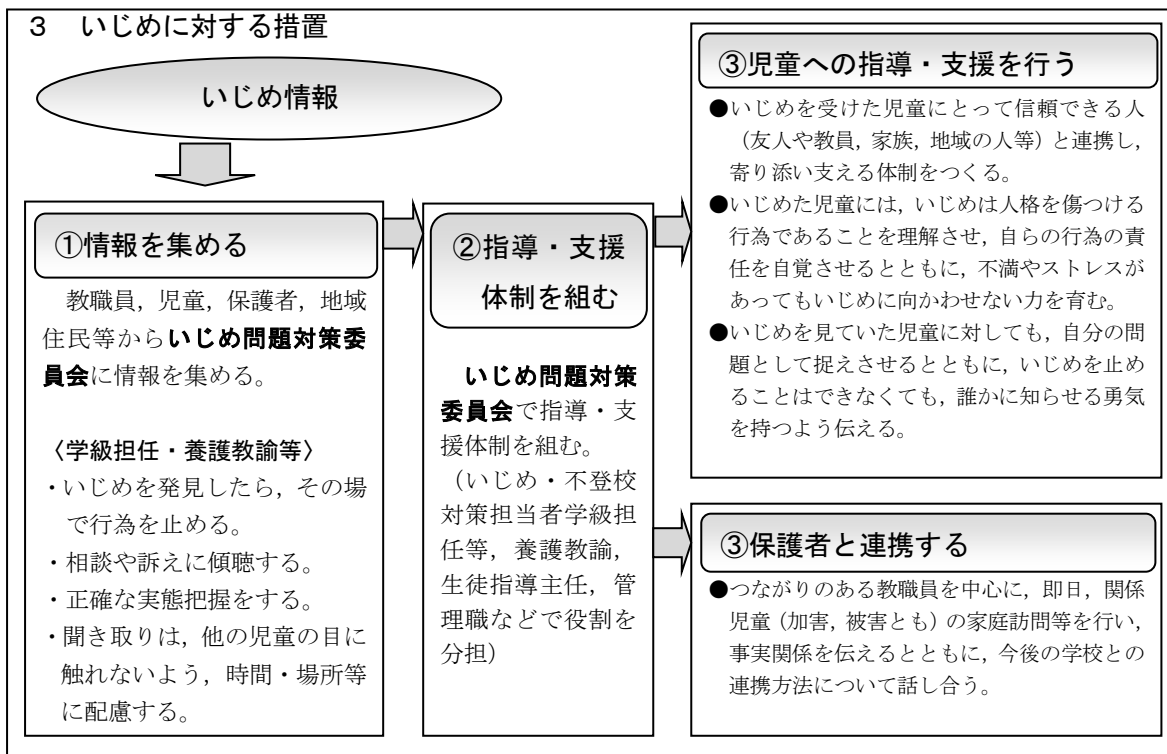 ３　いじめに対する措置
いじめ情報
①情報を集める
教職員，児童，保護者，地域
住民等からいじめ問題対策委
員会に情報を集める。
〈学級担任・養護教諭等〉
・いじめを発見したら，その場
で行為を止める。
・相談や訴えに傾聴する。
・正確な実態把握をする。
・聞き取りは，他の児童の目に
触れないよう，時間・場所等
に配慮する。
②指導・支援
体制を組む
いじめ問題対策
委員会で指導・支
援体制を組む。
（いじめ・不登校
対策担当者学級担
任等，養護教諭，
生徒指導主任，管
理職などで役割を
分担）
③児童への指導・支援を行う
●いじめを受けた児童にとって信頼できる人
（友人や教員，家族，地域の人等）と連携し，
寄り添い支える体制をつくる。
●いじめた児童には，いじめは人格を傷つける
行為であることを理解させ，自らの行為の責
任を自覚させるとともに，不満やストレスが
あってもいじめに向かわせない力を育む。
●いじめを見ていた児童に対しても，自分の問
題として捉えさせるとともに，いじめを止め
ることはできなくても，誰かに知らせる勇気
を持つよう伝える。
③保護者と連携する
●つながりのある教職員を中心に，即日，関係
児童（加害，被害とも）の家庭訪問等を行い，
事実関係を伝えるとともに，今後の学校との
連携方法について話し合う。